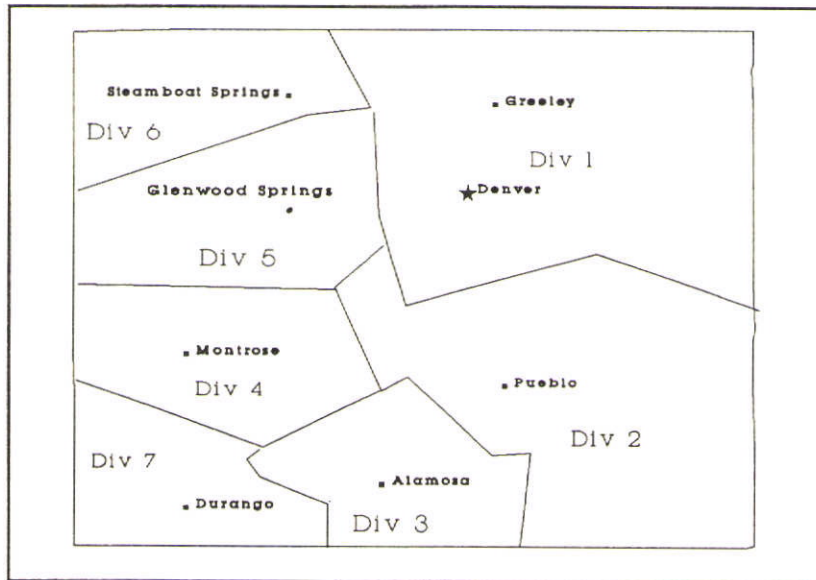 Steamboat Springs
Greeley
Div 6
Div 1
Glenwood Springs
Denver
Div 5
Montrose
Pueblo
Div 4
Div 2
Div 7
Alamosa
Durango
Div 3